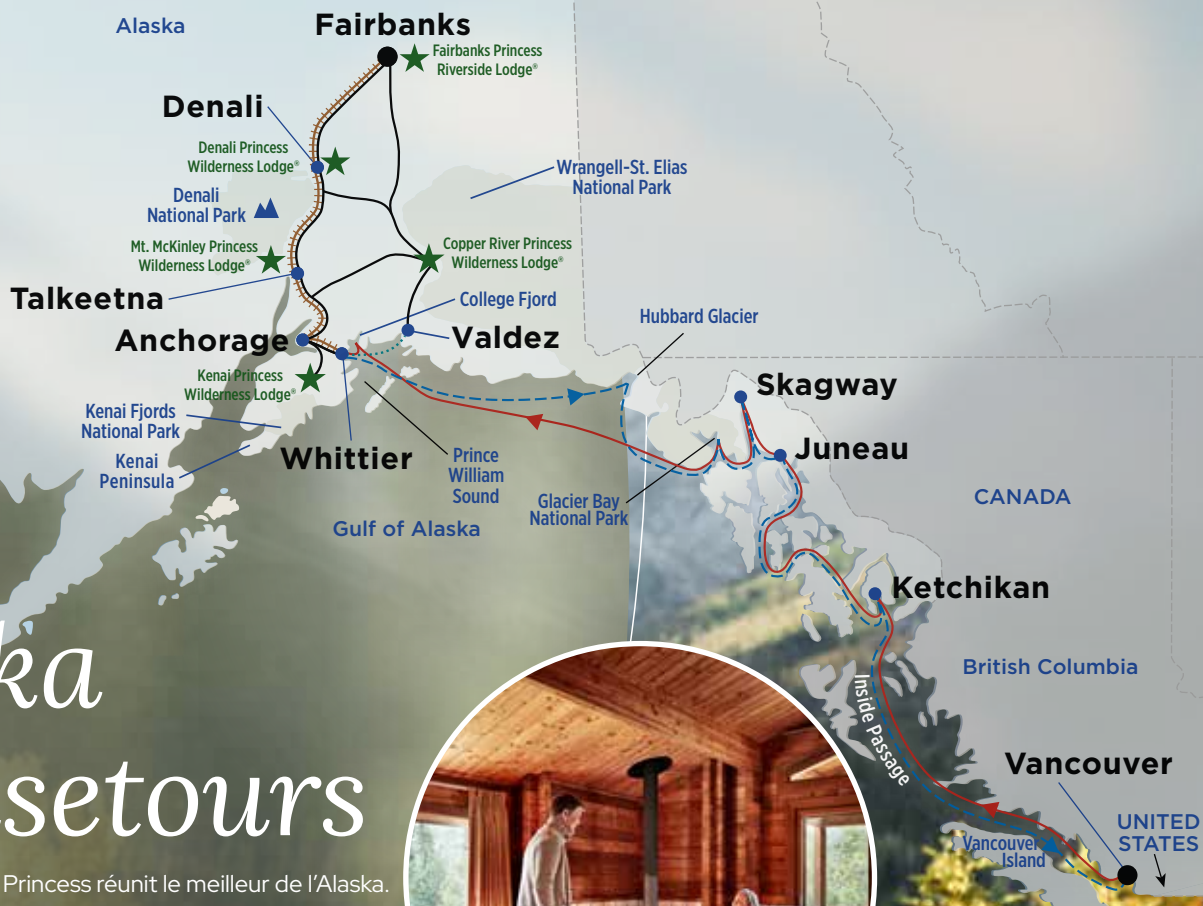 Alaska
Fairbanks
Fairbanks Princess
Riverside Lodge®
Denali
Denali Princess
Wilderness Lodge®
Wrangell-St. Elias
National Park
Denali
National Park
Mt. McKinley Princess
Wilderness Lodge®
Copper River Princess
Wilderness Lodge®
Talkeetna
College Fjord
Hubbard Glacier
Anchorage
Valdez
Kenai Princess
Wilderness Lodge®
Skagway
Kenai Fjords
National Park
Whittier
Prince
William
Sound
Juneau
Kenai
Peninsula
Glacier Bay
National Park
CANADA
Gulf of Alaska
Ketchikan
ka
British Columbia
Inside Passage
setours
Vancouver
UNITED
STATES
Vancouver
Island
Princess réunit le meilleur de l’Alaska.